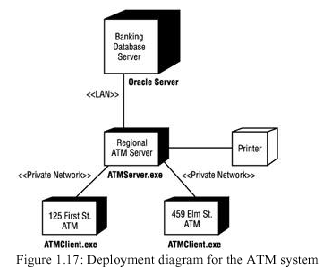 Banking
Database
Server
Oracle Server
<<LAN>>
Regional
ATM Server
Printer
ATMServer.exe
<<Private Network>>
<<Private Network>>
125 First St.
ATM
459 Elm St.
ATM
ATMClient.exe
ATMClient.exe
Figure 1.17: Deployment diagram for the ATM system